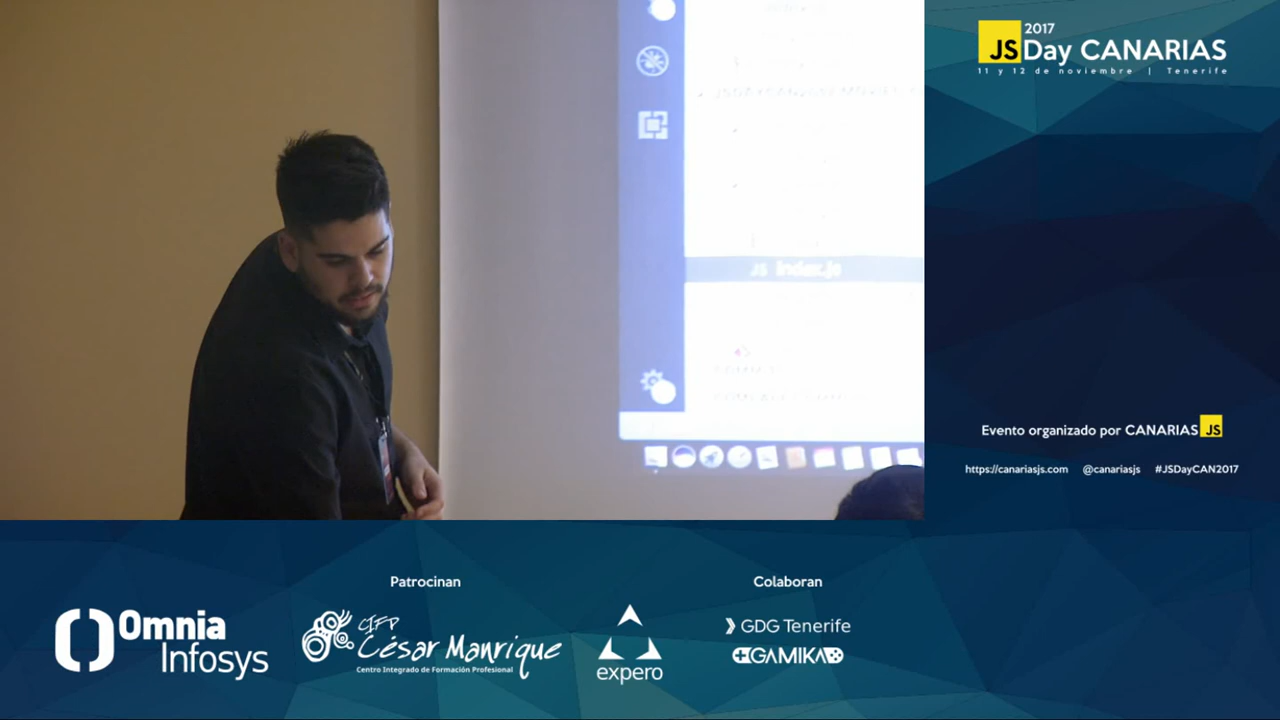 2017
JS Day CANARIAS
11 y 12 de noviembre | Tenerife
JS index.js
Evento organizado por CANARIAS JS
https://canariasjs.com @canariasjs #JSDayCAN2017
Patrocinan
Colaboran
Omnia
Infosys
CIFP
César Manrique
Centro Integrado de Formación Profesional
expero
GDG Tenerife
GAMIKA